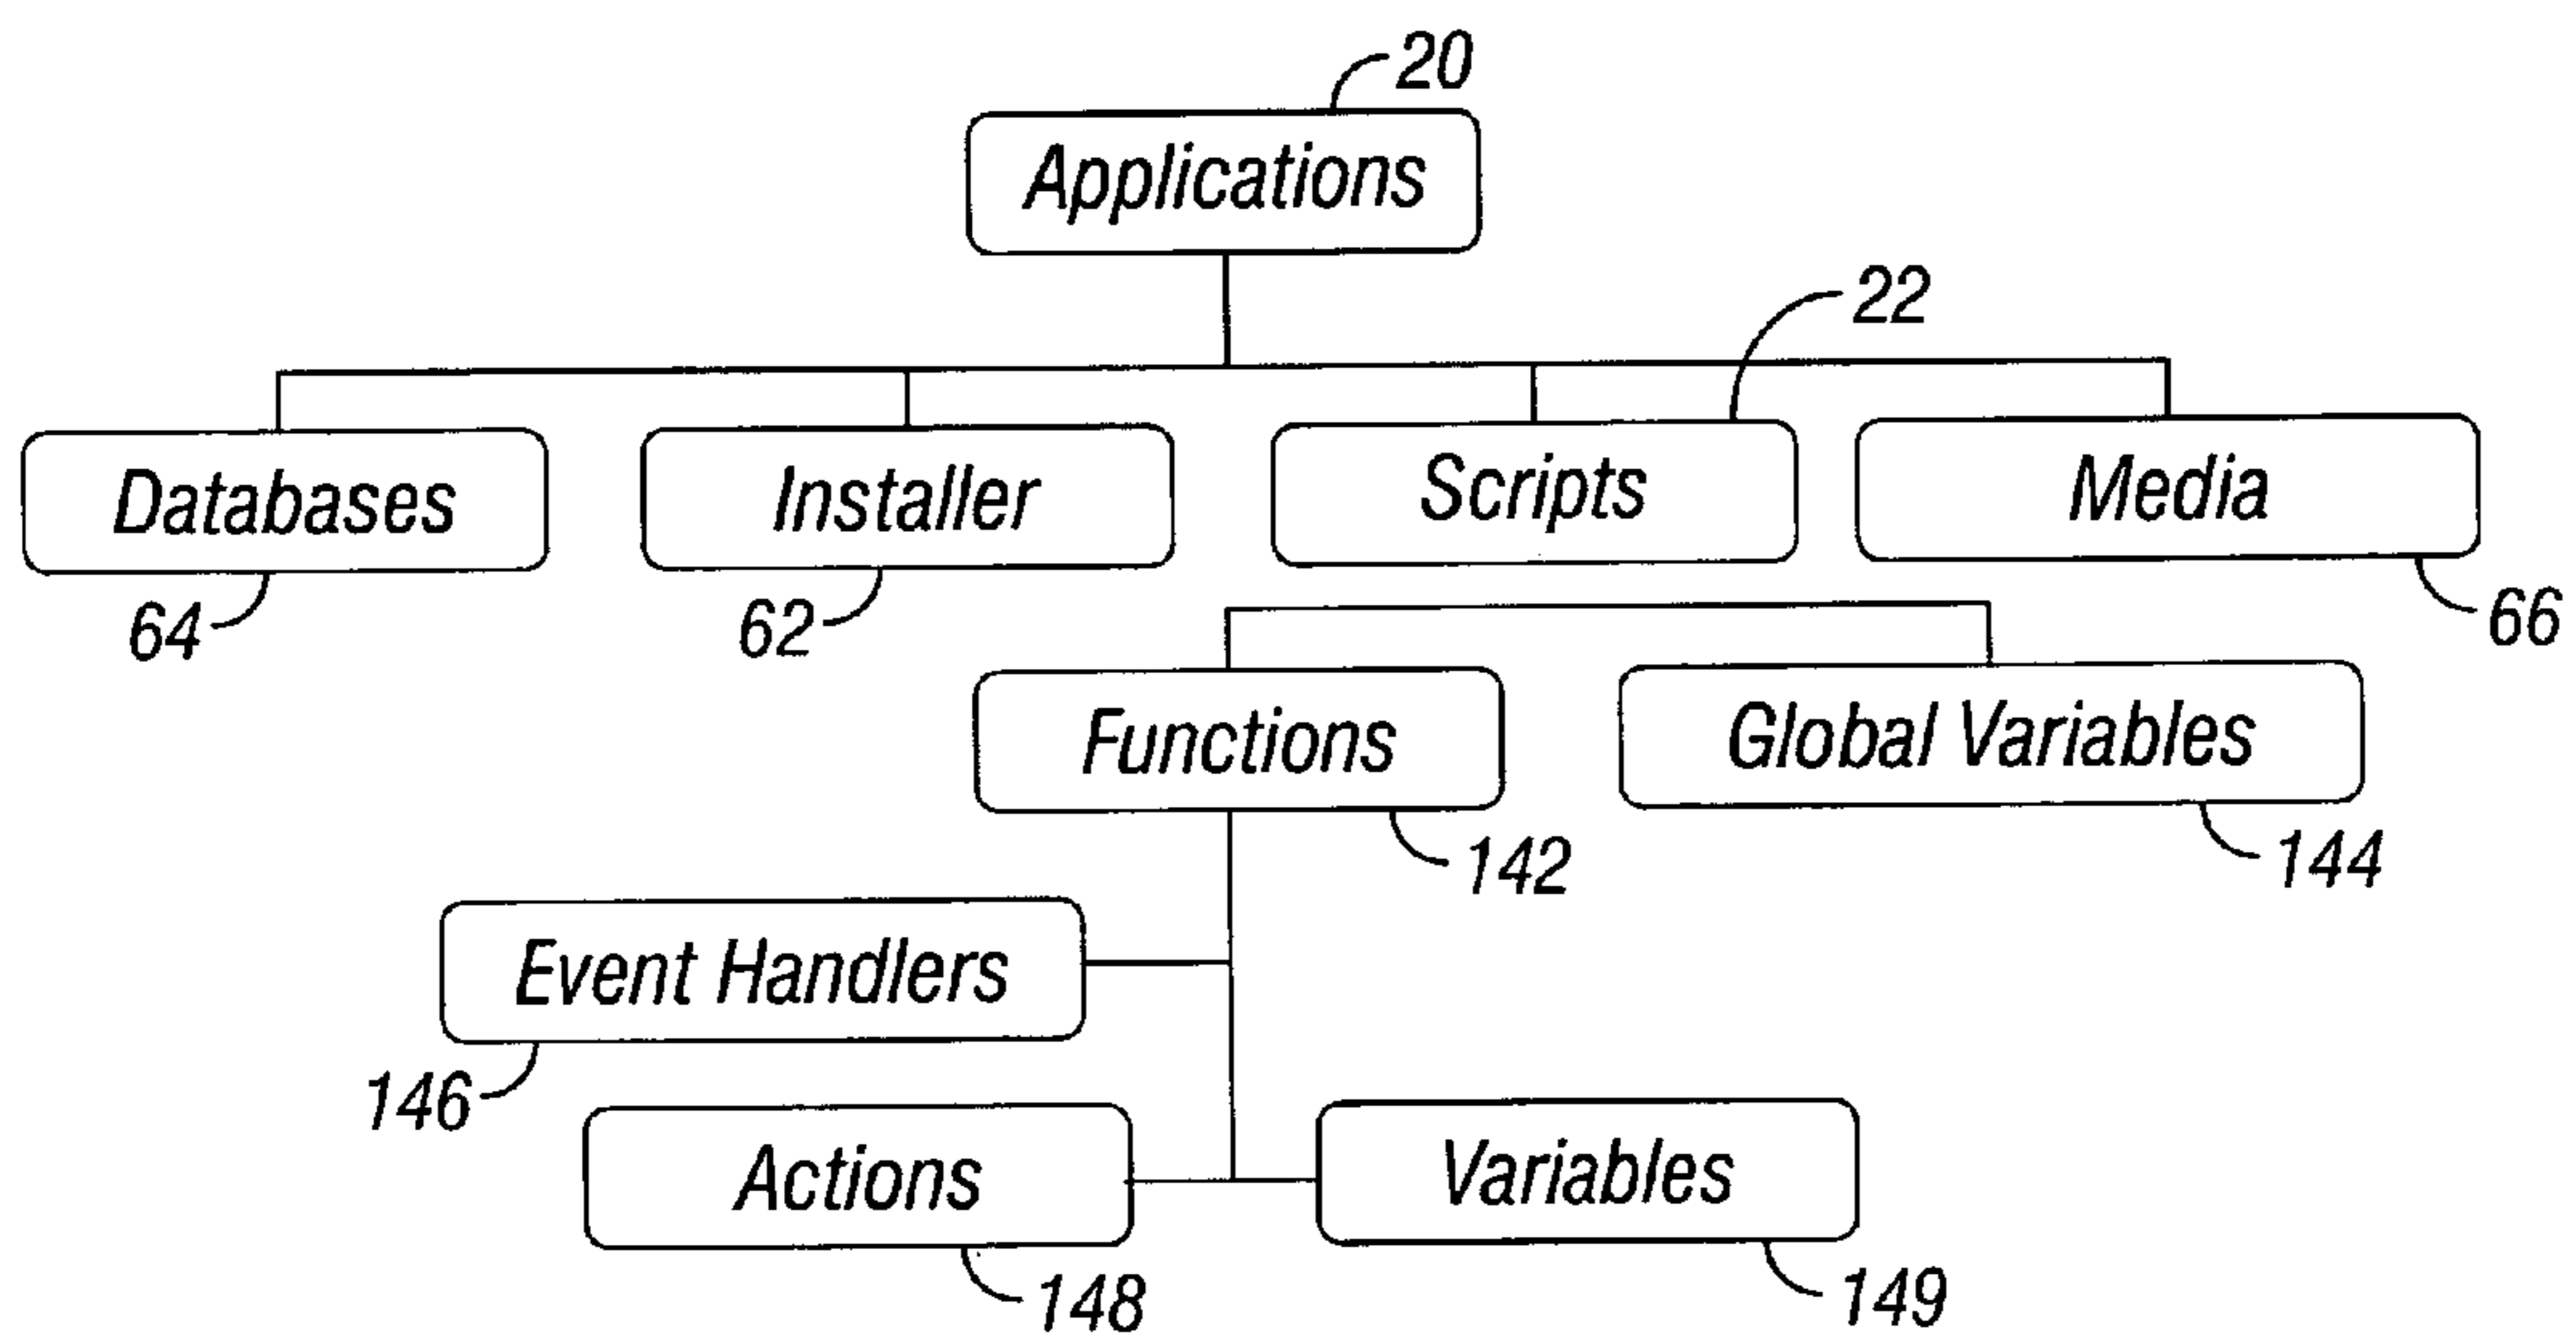 20
Applications
22
Databases
Installer
Scripts
Media
64
62
66
Functions
Global Variables
142
144
Event Handlers
146
Actions
Variables
148
149